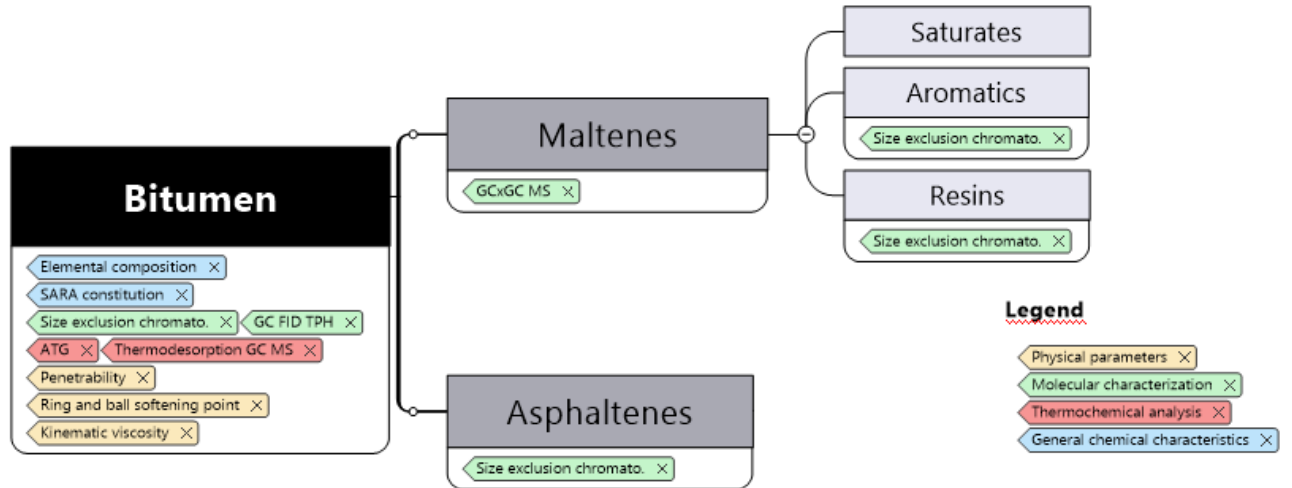 Bitumen
Elemental composition ×
SARA constitution ×
Size exclusion chromato. × GC FID TPH ×
ATG × Thermodesorption GC MS ×
Penetrability ×
Ring and ball softening point ×
Kinematic viscosity ×
Maltenes
GCxGC MS ×
Asphaltenes
Size exclusion chromato. ×
Saturates
Aromatics
Size exclusion chromato. ×
Resins
Size exclusion chromato. ×
Legend
Physical parameters ×
Molecular characterization ×
Thermochemical analysis ×
General chemical characteristics ×